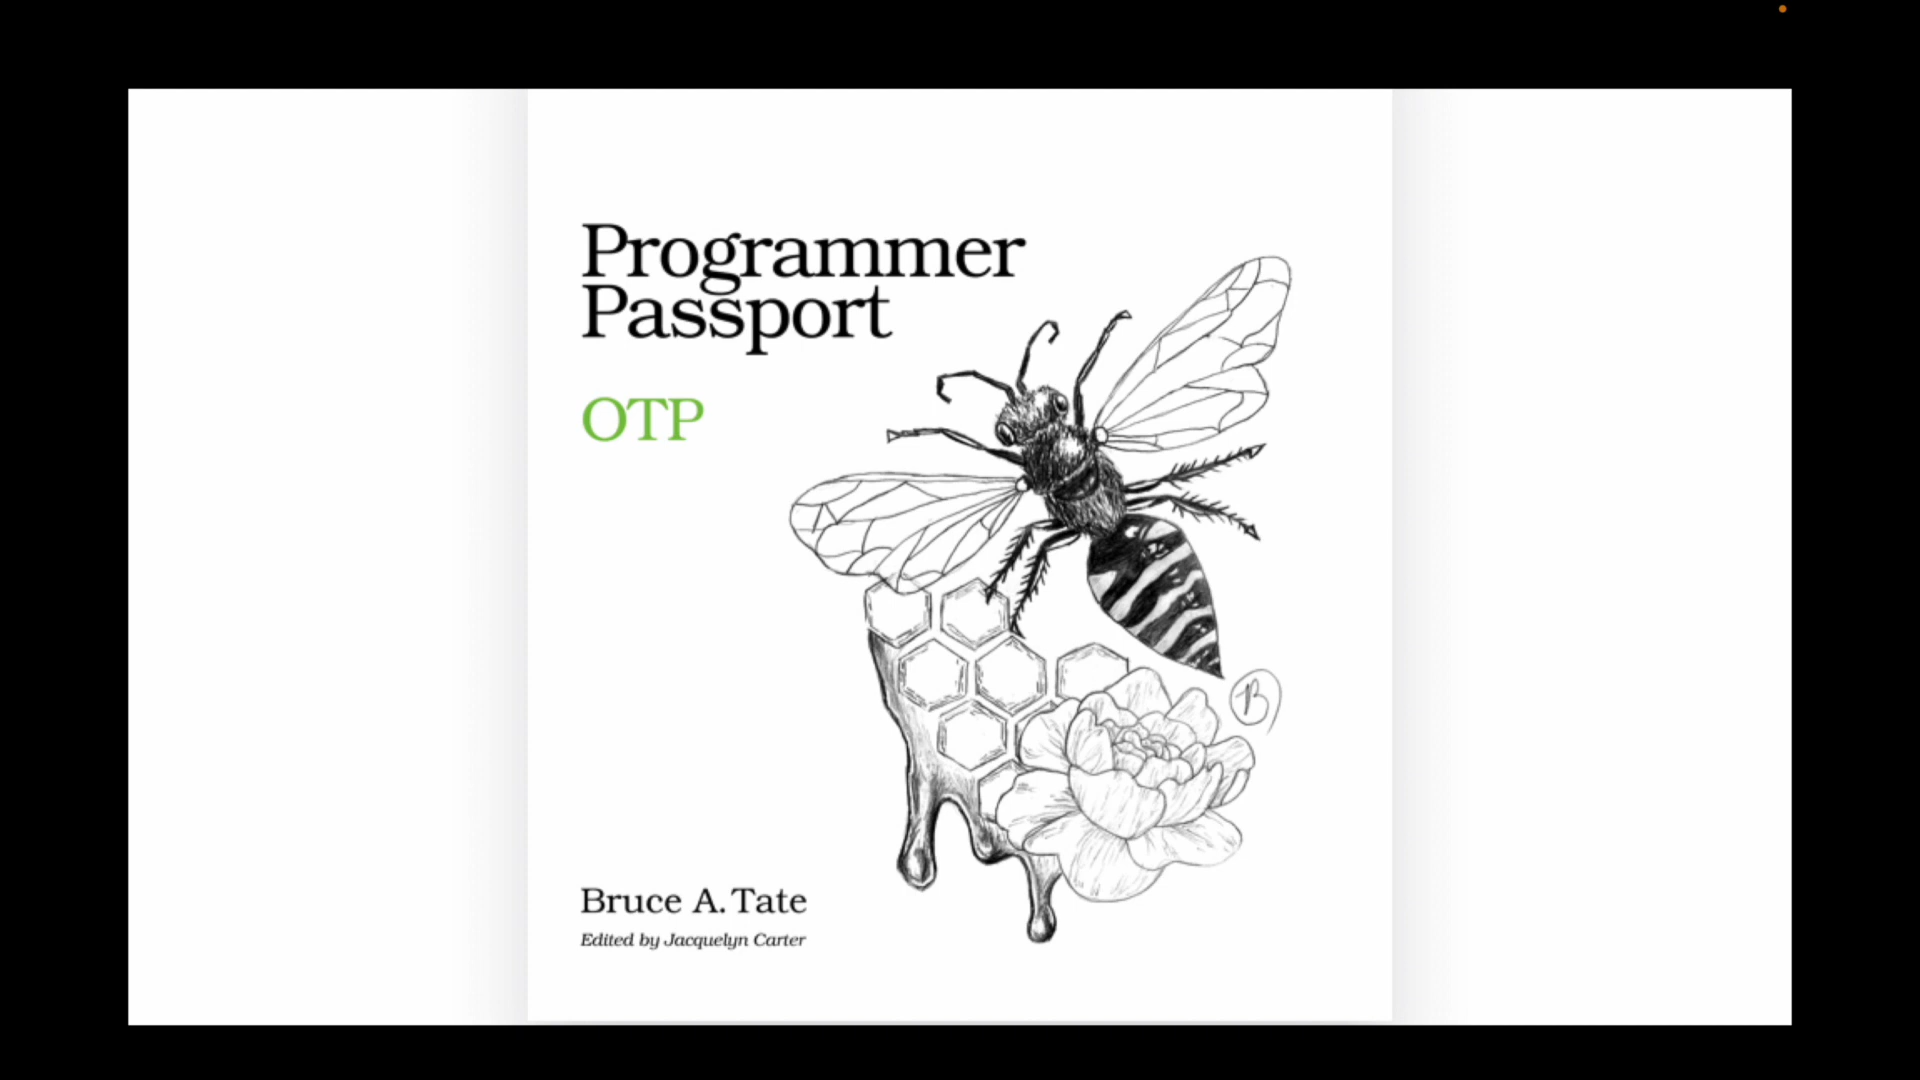 Programmer
Passport
OTP
B
Bruce A. Tate
Edited by Jacquelyn Carter